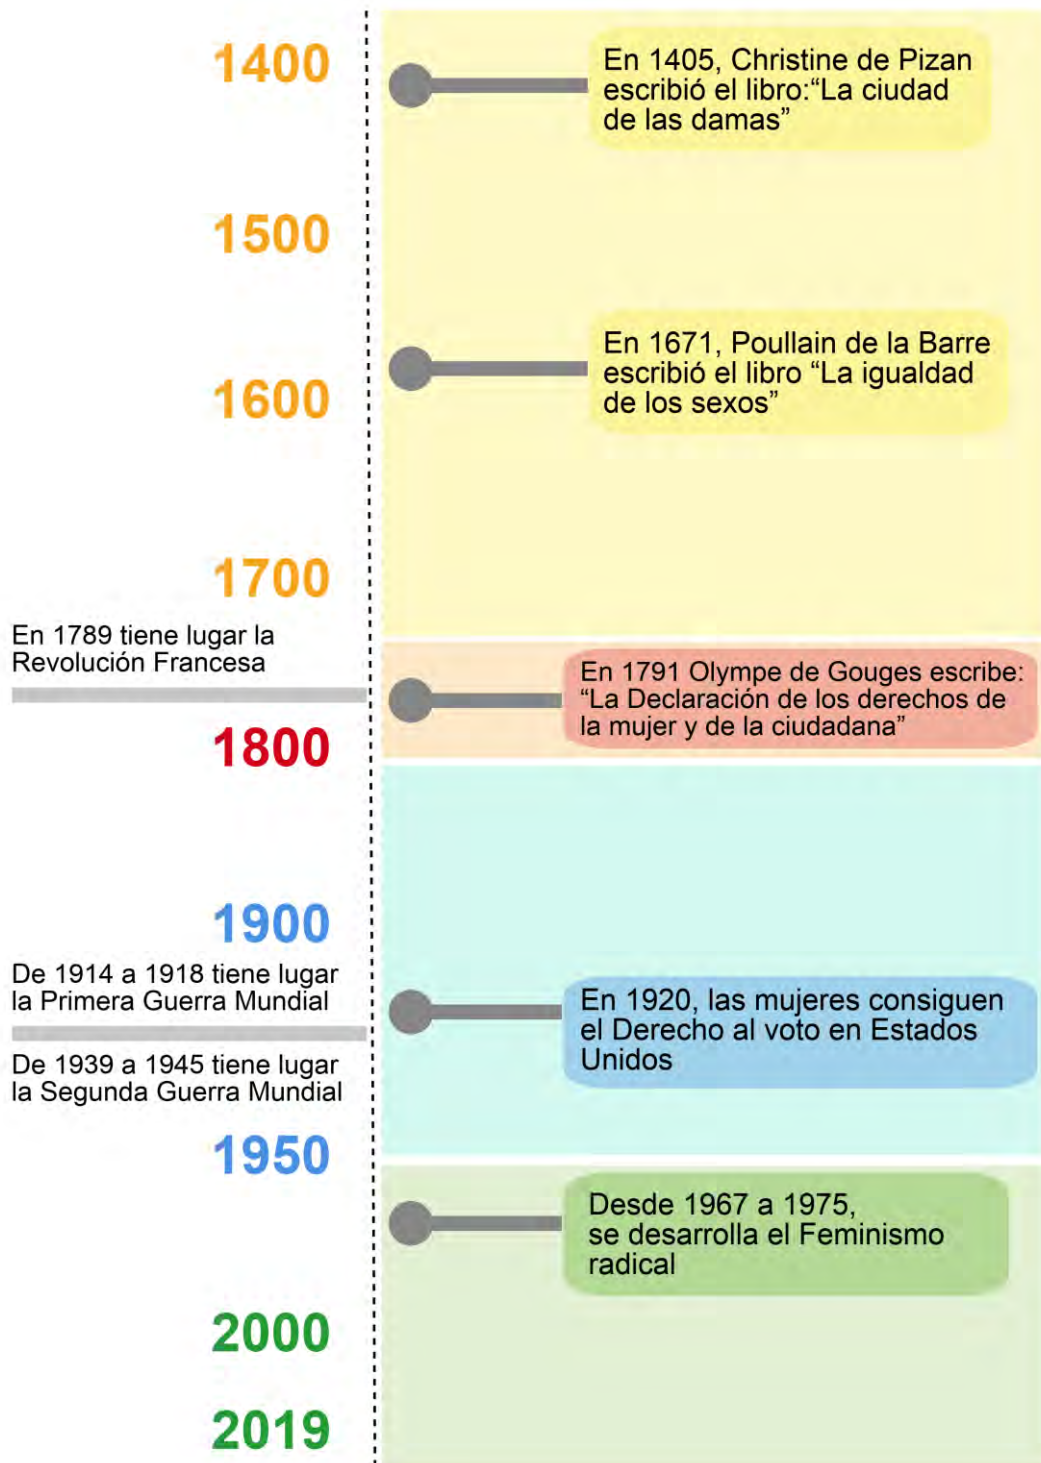 1400
En 1405, Christine de Pizan
escribió el libro:“La ciudad
de las damas”
1500
En 1671, Poullain de la Barre
escribió el libro “La igualdad
de los sexos”
1600
1700
En 1789 tiene lugar la
Revolución Francesa
En 1791 Olympe de Gouges escribe:
“La Declaración de los derechos de
la mujer y de la ciudadana”
1800
1900
De 1914 a 1918 tiene lugar
la Primera Guerra Mundial
En 1920, las mujeres consiguen
el Derecho al voto en Estados
Unidos
De 1939 a 1945 tiene lugar
la Segunda Guerra Mundial
1950
Desde 1967 a 1975,
se desarrolla el Feminismo
radical
2000
2019